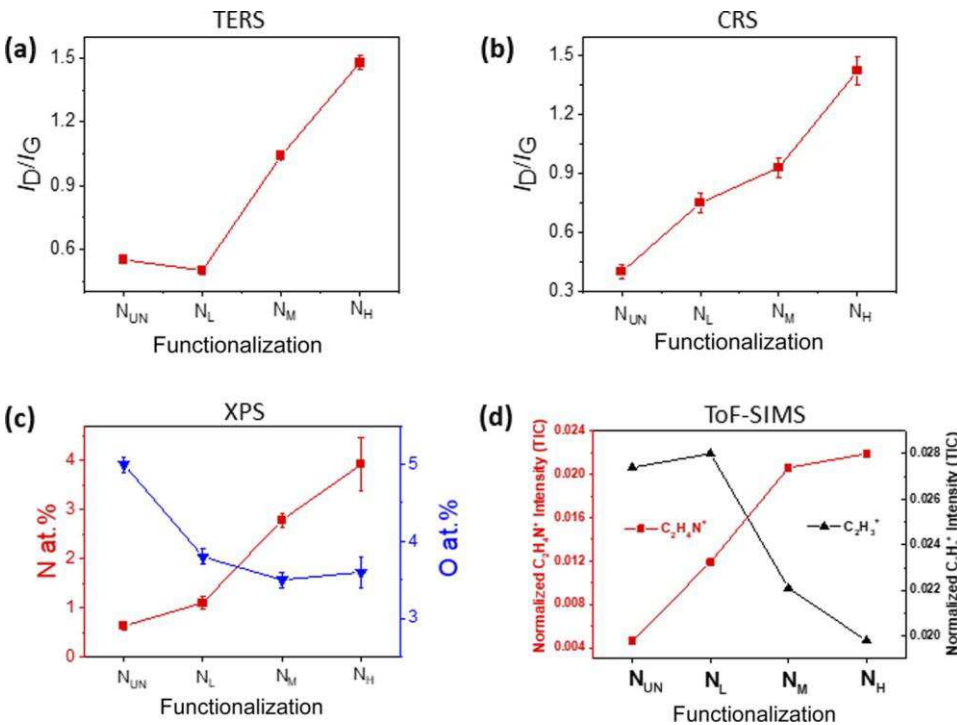 TERS
(a)
1.5
1.2
0.9
0.6
I_D/I_G
N_UN N_L N_M N_H
Functionalization
CRS
(b)
1.5
1.2
0.9
0.6
0.3
I_D/I_G
N_UN N_L N_M N_H
Functionalization
XPS
(c)
4
3
2
1
0
N at.%
5
4
3
O at.%
N_UN N_L N_M N_H
Functionalization
ToF-SIMS
(d)
0.024
0.020
0.016
0.012
0.008
0.004
Normalized C₂H₄N⁺ Intensity (TIC)
C₂H₄N⁺
C₂H₃⁺
0.028
0.026
0.024
0.022
0.020
Normalized C₂H₃⁺ Intensity (TIC)
N_UN N_L N_M N_H
Functionalization